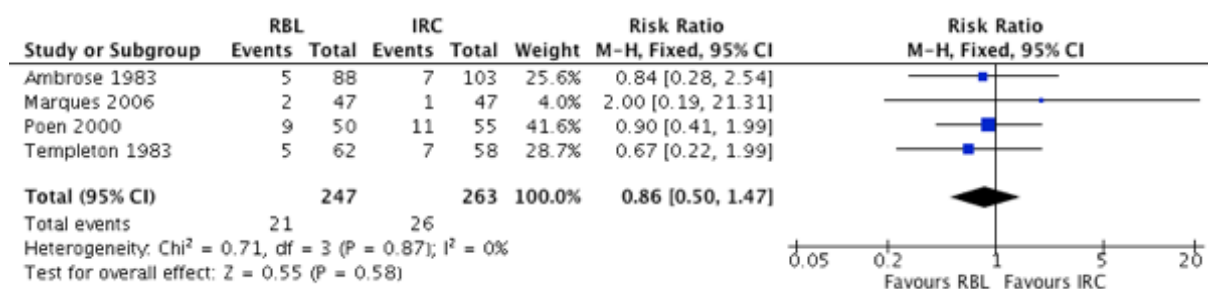 RBL IRC Risk Ratio Risk Ratio
Study or Subgroup Events Total Events Total Weight M-H, Fixed, 95% CI M-H, Fixed, 95% CI
Ambrose 1983 5 88 7 103 25.6% 0.84 [0.28, 2.54]
Marques 2006 2 47 1 47 4.0% 2.00 [0.19, 21.31]
Poen 2000 9 50 11 55 41.6% 0.90 [0.41, 1.99]
Templeton 1983 5 62 7 58 28.7% 0.67 [0.22, 1.99]
Total (95% CI) 247 263 100.0% 0.86 [0.50, 1.47]
Total events 21 26
Heterogeneity: Chi² = 0.71, df = 3 (P = 0.87); I² = 0%
Test for overall effect: Z = 0.55 (P = 0.58)
0.05 0.2 1 5 20
Favours RBL Favours IRC